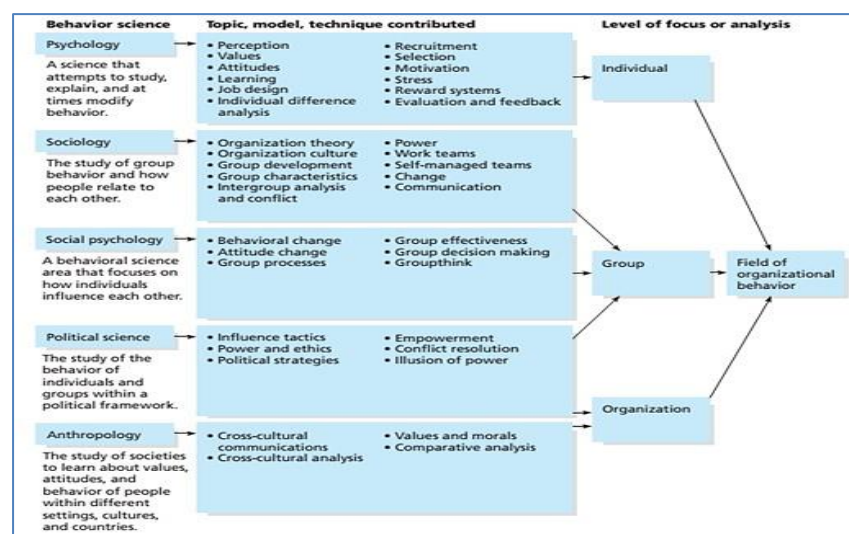 Behavior science
Topic, model, technique contributed
Level of focus or analysis
Psychology
A science that
attempts to study,
explain, and at
times modify
behavior.
• Perception
• Values
• Attitudes
• Learning
• Job design
• Individual difference
analysis
• Recruitment
• Selection
• Motivation
• Stress
• Reward systems
• Evaluation and feedback
Individual
Sociology
The study of group
behavior and how
people relate to
each other.
• Organization theory
• Organization culture
• Group development
• Group characteristics
• Intergroup analysis
and conflict
• Power
• Work teams
• Self-managed teams
• Change
• Communication
Social psychology
A behavioral science
area that focuses on
how individuals
influence each other.
• Behavioral change
• Attitude change
• Group processes
• Group effectiveness
• Group decision making
• Groupthink
Group
Field of
organizational
behavior
Political science
The study of the
behavior of
individuals and
groups within a
political framework.
• Influence tactics
• Power and ethics
• Political strategies
• Empowerment
• Conflict resolution
• Illusion of power
Organization
Anthropology
The study of societies
to learn about values,
attitudes, and
behavior of people
within different
settings, cultures,
and countries.
• Cross-cultural
communications
• Cross-cultural analysis
• Values and morals
• Comparative analysis